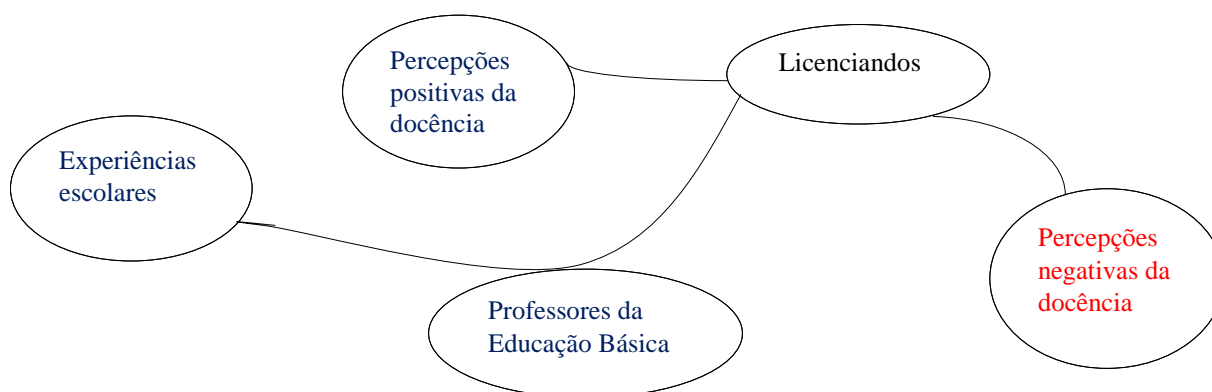 Percepções
positivas da
docência
Licenciandos
Experiências
escolares
Percepções
negativas da
docência
Professores da
Educação Básica